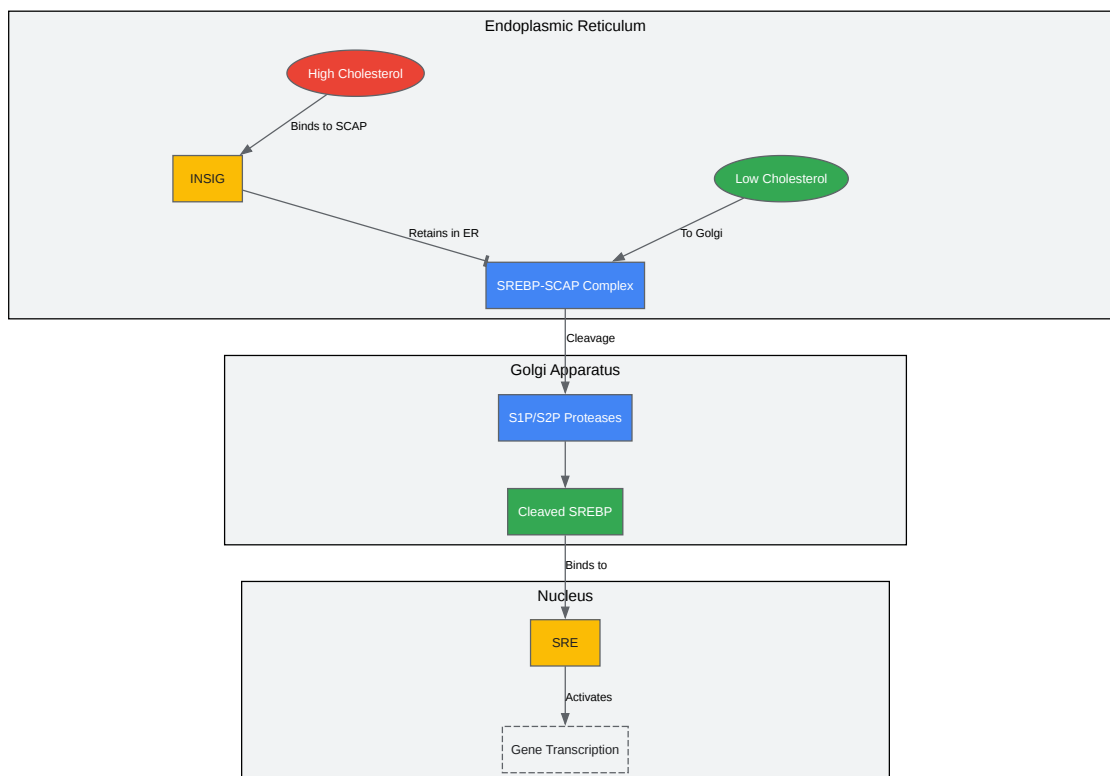 Endoplasmic Reticulum
High Cholesterol
Binds to SCAP
INSIG
Low Cholesterol
Retains in ER
To Golgi
SREBP-SCAP Complex
Cleavage
Golgi Apparatus
S1P/S2P Proteases
Cleaved SREBP
Binds to
Nucleus
SRE
Activates
Gene Transcription